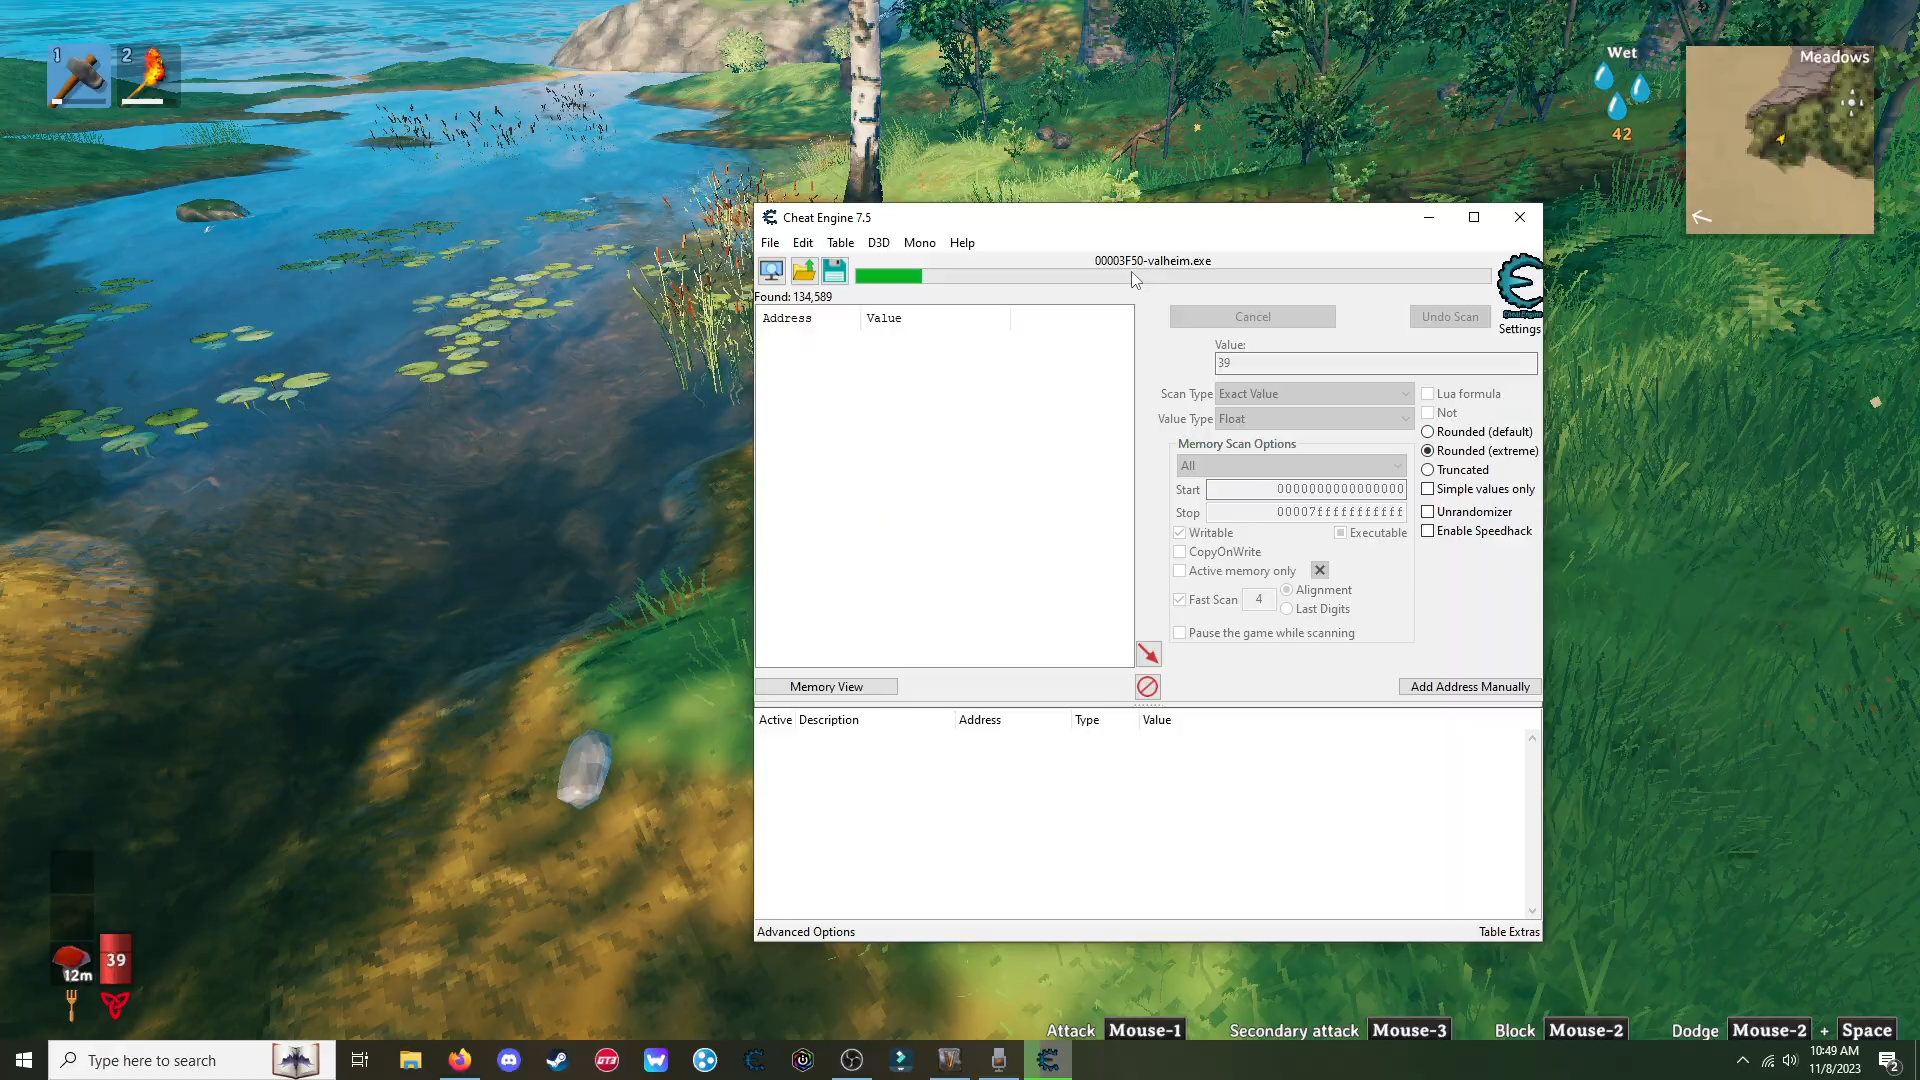 1
2
Wet
42
Meadows
Cheat Engine 7.5
File Edit Table D3D Mono Help
00003F50-valheim.exe
Found: 134,589
Address Value
Cancel Undo Scan
Cheat Engine
Settings
Value:
39
Scan Type Exact Value
Lua formula
Not
Value Type Float
Rounded (default)
Memory Scan Options
Rounded (extreme)
All
Truncated
Start 0000000000000000
Simple values only
Stop 00007fffffffffff
Unrandomizer
Writable Executable
Enable Speedhack
CopyOnWrite
Active memory only
Fast Scan 4 Alignment
Last Digits
Pause the game while scanning
Memory View
Add Address Manually
Active Description Address Type Value
Advanced Options
Table Extras
39
12m
Attack Mouse-1 Secondary attack Mouse-3 Block Mouse-2 Dodge Mouse-2 + Space
Type here to search
GT3
10:49 AM
11/8/2023
2